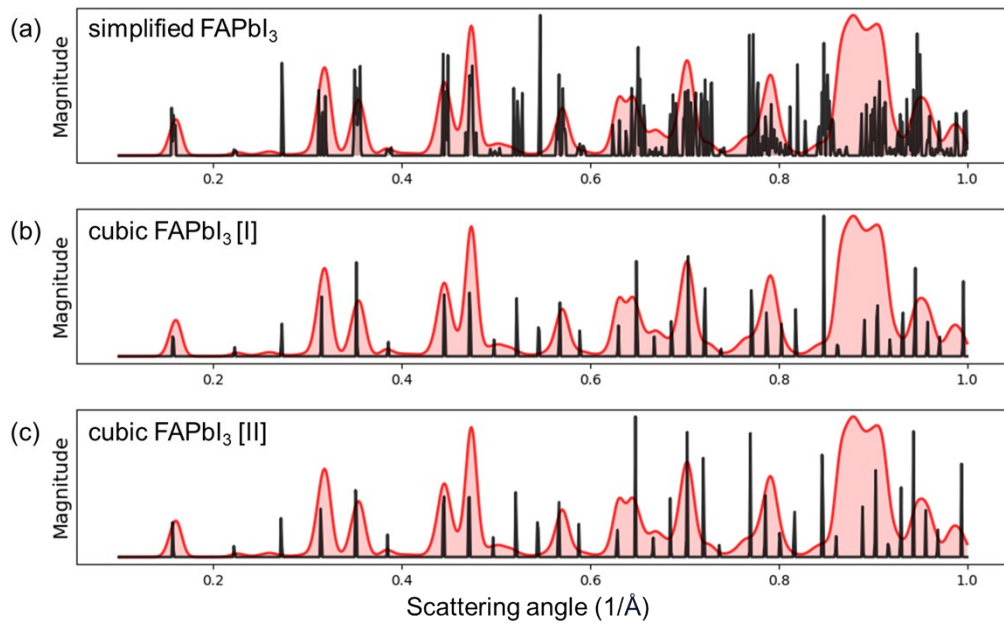 (a)
simplified FAPbI₃
Magnitude
0.2 0.4 0.6 0.8 1.0
(b)
cubic FAPbI₃ [I]
Magnitude
0.2 0.4 0.6 0.8 1.0
(c)
cubic FAPbI₃ [II]
Magnitude
0.2 0.4 0.6 0.8 1.0
Scattering angle (1/Å)